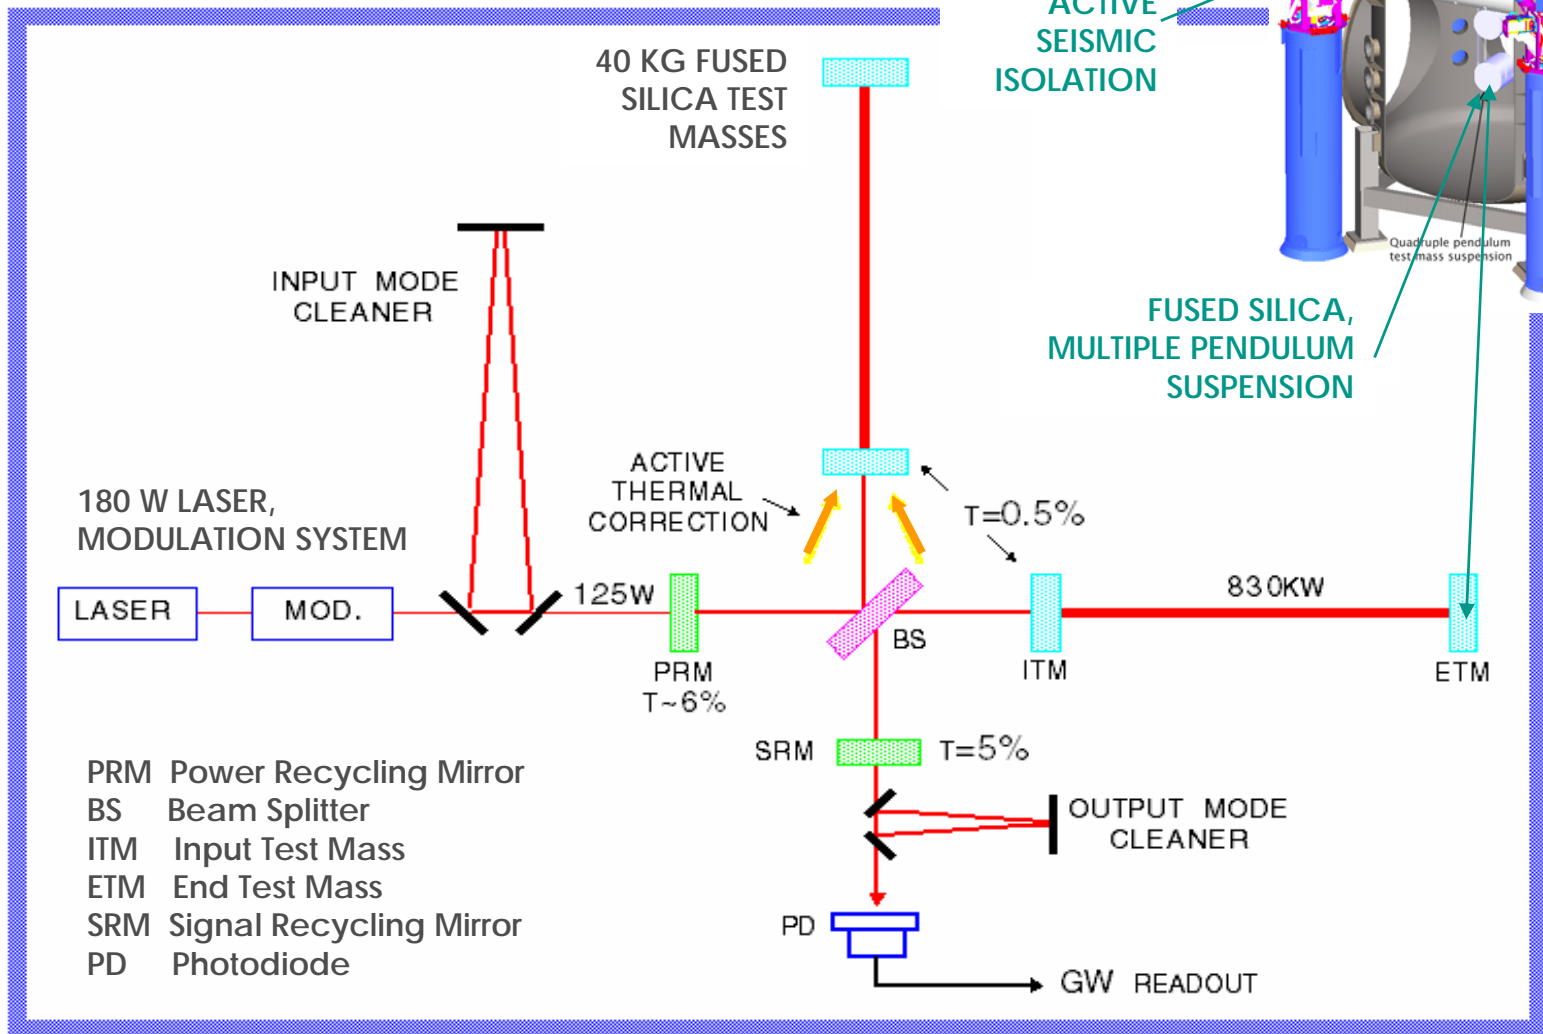 ACTIVE
SEISMIC
ISOLATION
40 KG FUSED
SILICA TEST
MASSES
Quadruple pendulum
test mass suspension
INPUT MODE
CLEANER
FUSED SILICA,
MULTIPLE PENDULUM
SUSPENSION
ACTIVE
THERMAL
CORRECTION
T=0.5%
180 W LASER,
MODULATION SYSTEM
LASER
MOD.
125W
830KW
BS
PRM
T~6%
ITM
ETM
SRM
T=5%
PRM Power Recycling Mirror
BS Beam Splitter
ITM Input Test Mass
ETM End Test Mass
SRM Signal Recycling Mirror
PD Photodiode
OUTPUT MODE
CLEANER
PD
GW READOUT